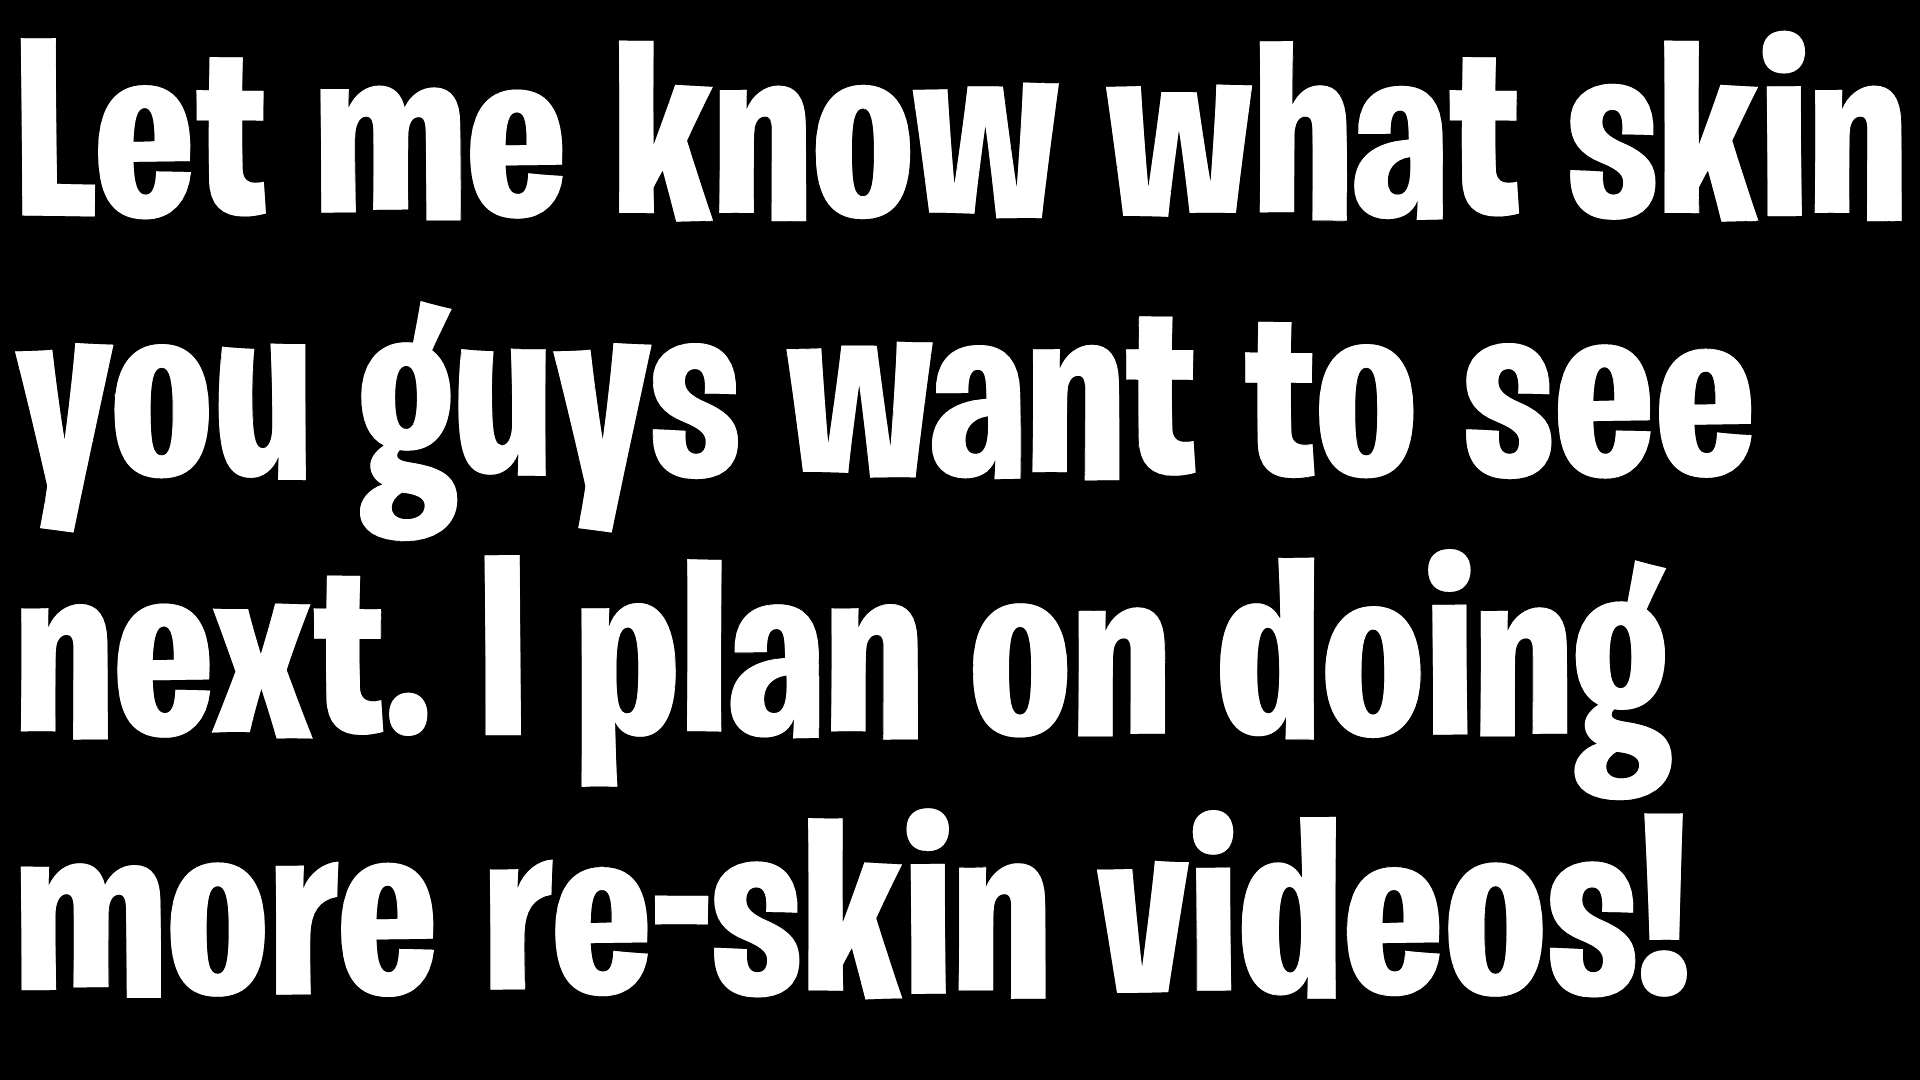 Let me know what skin
you guys want to see
next. I plan on doing
more re-skin videos!